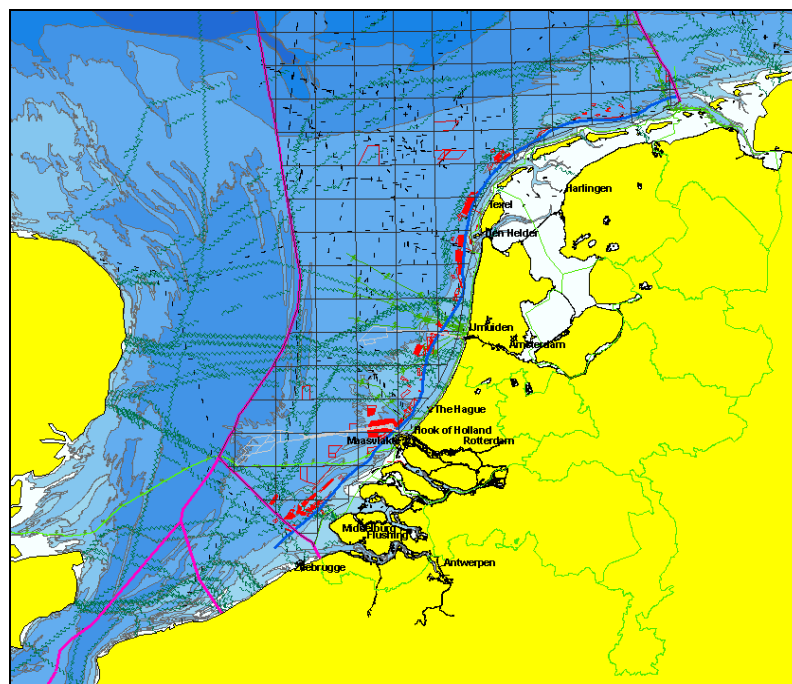 Harlingen
Texel
Den Helder
IJmuiden
Amsterdam
The Hague
Hook of Holland
Maasvlakte
Rotterdam
Middelburg
Flushing
Antwerpen
Zeebrugge